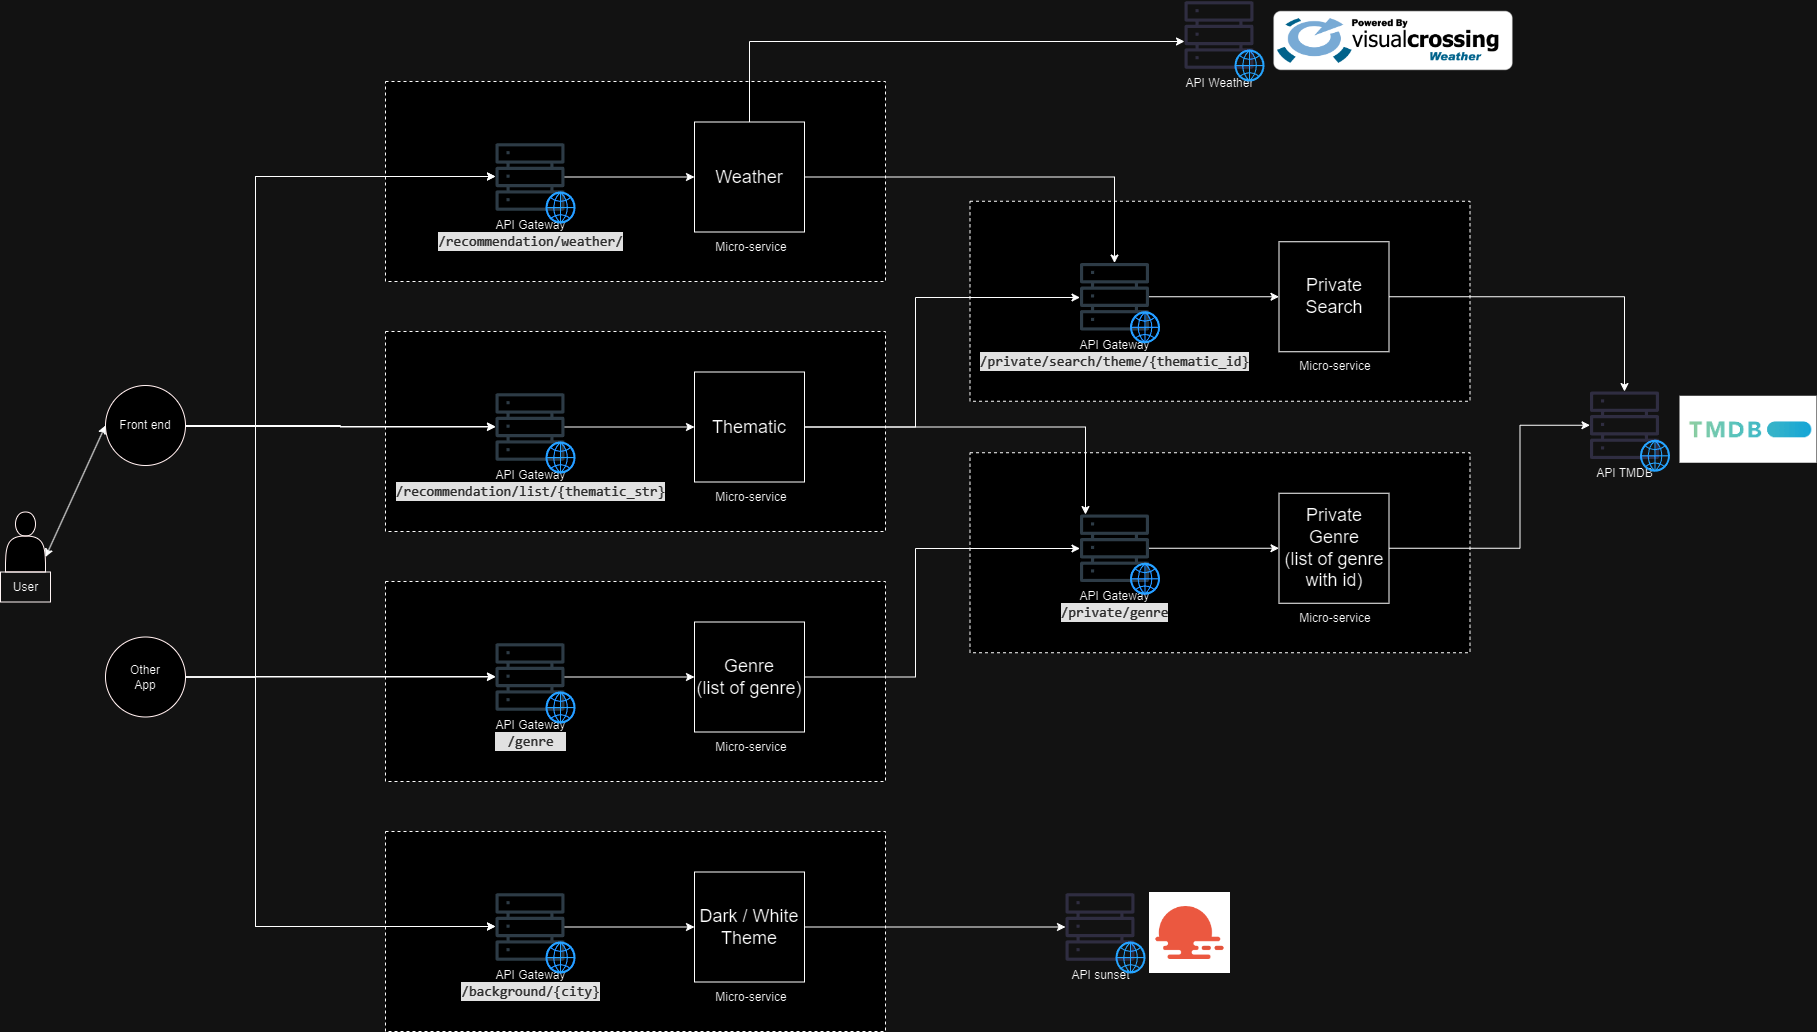 Powered By
visualcrossing
Weather
API Weather
Weather
API Gateway
/recommendation/weather/
Micro-service
Private
Search
API Gateway
/private/search/theme/{thematic_id}
Micro-service
Front end
Thematic
API Gateway
/recommendation/list/{thematic_str}
Micro-service
TMDB
API TMDB
Private
Genre
(list of genre
with id)
API Gateway
/private/genre
Micro-service
User
Other
App
Genre
(list of genre)
API Gateway
/genre
Micro-service
Dark / White
Theme
API Gateway
/background/{city}
Micro-service
API sunset